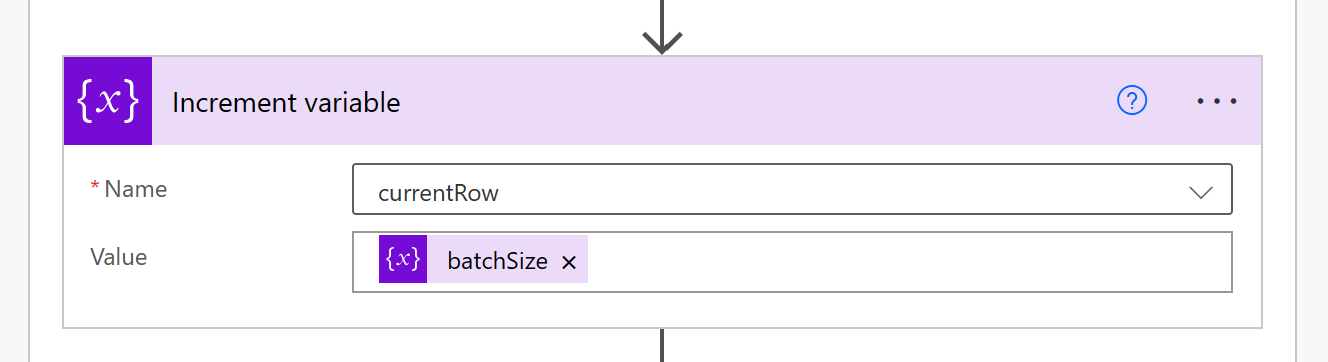 {x} Increment variable ?
* Name
currentRow
Value
{x} batchSize ×